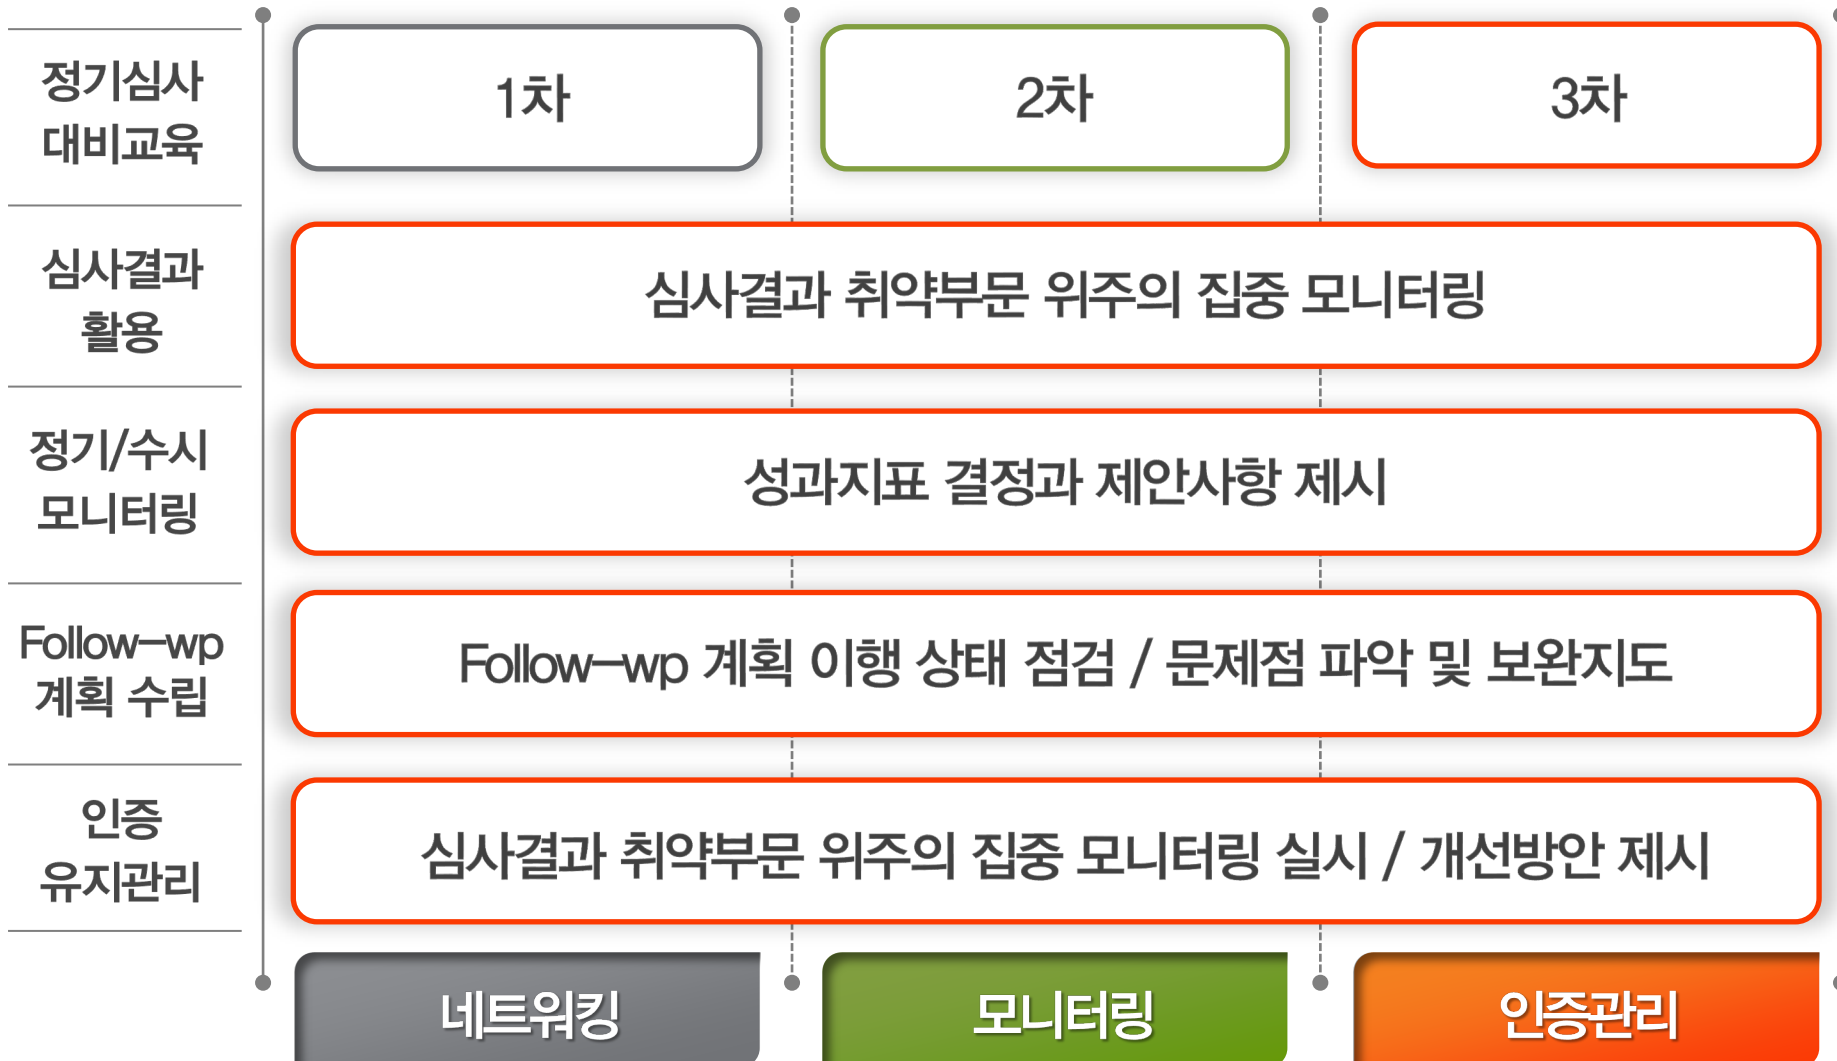 정기심사
대비교육
1차
2차
3차
심사결과
활용
심사결과 취약부문 위주의 집중 모니터링
정기/수시
모니터링
성과지표 결정과 제안사항 제시
Follow-wp
계획 수립
Follow-wp 계획 이행 상태 점검 / 문제점 파악 및 보완지도
인증
유지관리
심사결과 취약부문 위주의 집중 모니터링 실시 / 개선방안 제시
네트워킹
모니터링
인증관리